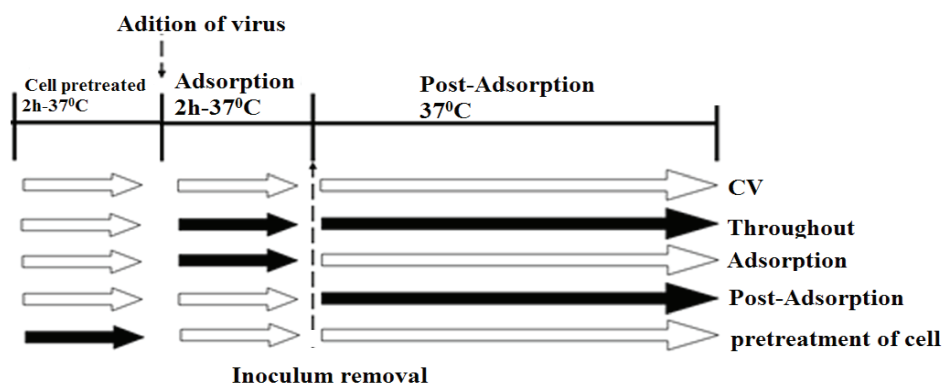 Adition of virus
Cell pretreated
2h-37⁰C
Adsorption
2h-37⁰C
Post-Adsorption
37⁰C
CV
Throughout
Adsorption
Post-Adsorption
pretreatment of cell
Inoculum removal